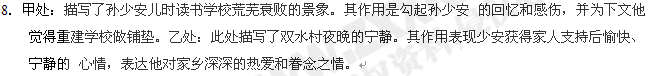 8. 甲处：描写了孙少安儿时读书学校荒芜衰败的景象。其作用是勾起孙少安 的回忆和感伤，并为下文他
觉得重建学校做铺垫。乙处：此处描写了双水村夜晚的宁静。其作用表现少安获得家人支持后愉快、
宁静的 心情，表达他对家乡深深的热爱和眷念之情。